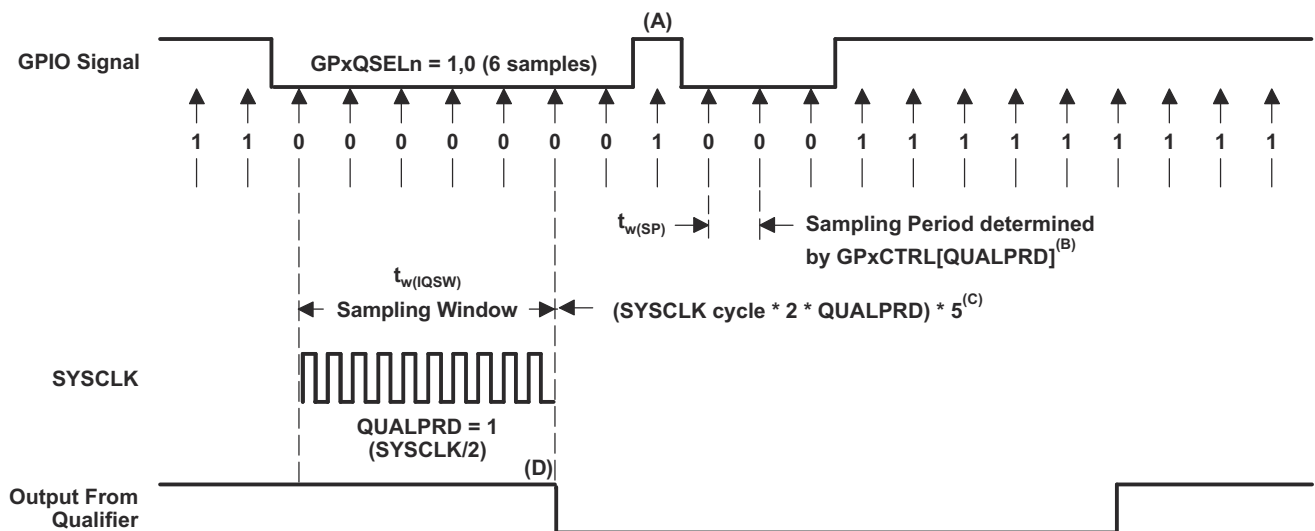 (A)
GPIO Signal
GPxQSELn = 1,0 (6 samples)
1 1 0 0 0 0 0 0 0 1 0 0 0 1 1 1 1 1 1 1 1 1
tw(SP)
Sampling Period determined
by GPxCTRL[QUALPRD](B)
tw(IQSW)
Sampling Window
(SYSCLK cycle * 2 * QUALPRD) * 5(C)
SYSCLK
QUALPRD = 1
(SYSCLK/2)
(D)
Output From
Qualifier